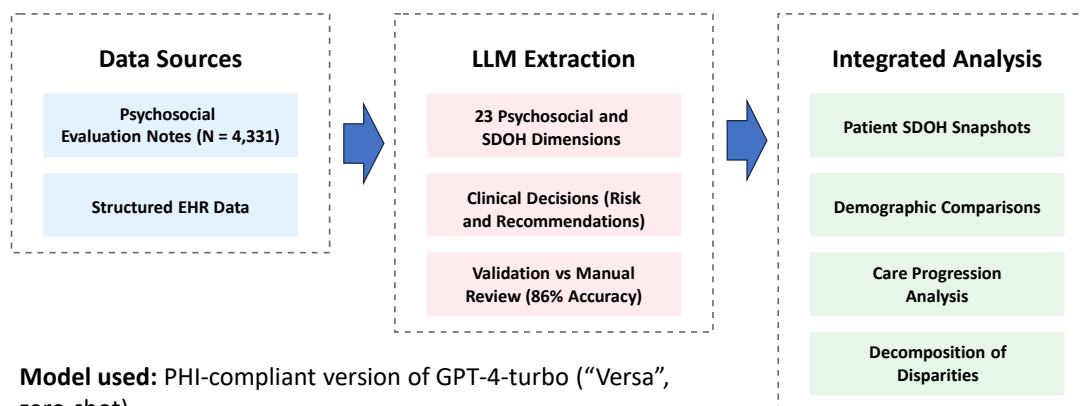 Data Sources
Psychosocial
Evaluation Notes (N = 4,331)
Structured EHR Data
LLM Extraction
23 Psychosocial and
SDOH Dimensions
Clinical Decisions (Risk
and Recommendations)
Validation vs Manual
Review (86% Accuracy)
Integrated Analysis
Patient SDOH Snapshots
Demographic Comparisons
Care Progression
Analysis
Decomposition of
Disparities
Model used: PHI-compliant version of GPT-4-turbo (“Versa”,
zero-shot)